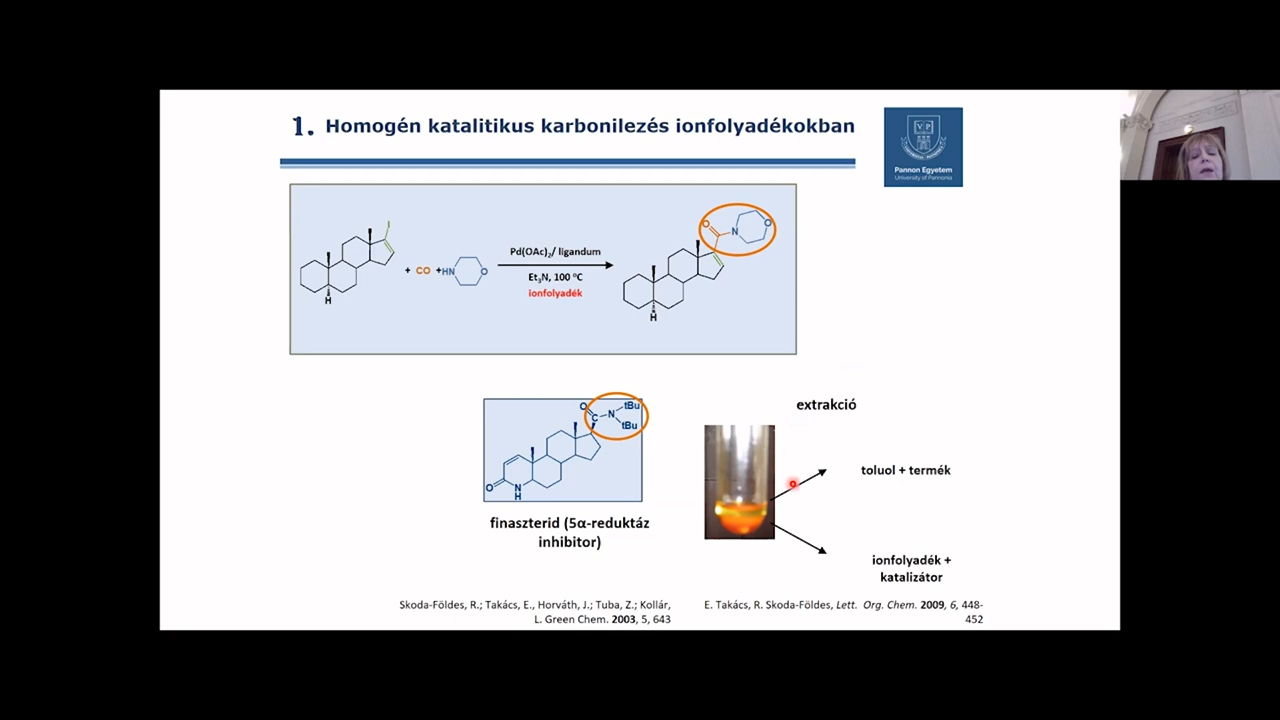 1. Homogén katalitikus karbonilezés ionfolyadékokban
VP
Pannon Egyetem
University of Pannonia
I
H
+ CO +HN O
Pd(OAc)2/ ligandum
Et3N, 100 °C
ionfolyadék
O
N
O
H
O
C
N
tBu
tBu
O
N
H
finaszterid (5α-reduktáz
inhibitor)
extrakció
toluol + termék
ionfolyadék +
katalizátor
Skoda-Földes, R.; Takács, E., Horváth, J.; Tuba, Z.; Kollár,
L. Green Chem. 2003, 5, 643
E. Takács, R. Skoda-Földes, Lett. Org. Chem. 2009, 6, 448-
452